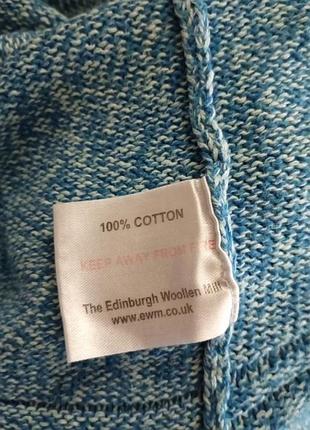 100% COTTON
KEEP AWAY FROM FIRE
The Edinburgh Woollen Mill
www.ewm.co.uk